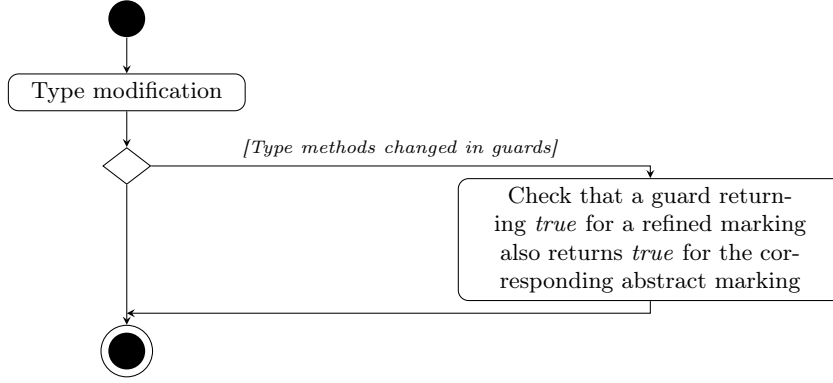 Type modification
[Type methods changed in guards]
Check that a guard return-
ing true for a refined marking
also returns true for the cor-
responding abstract marking